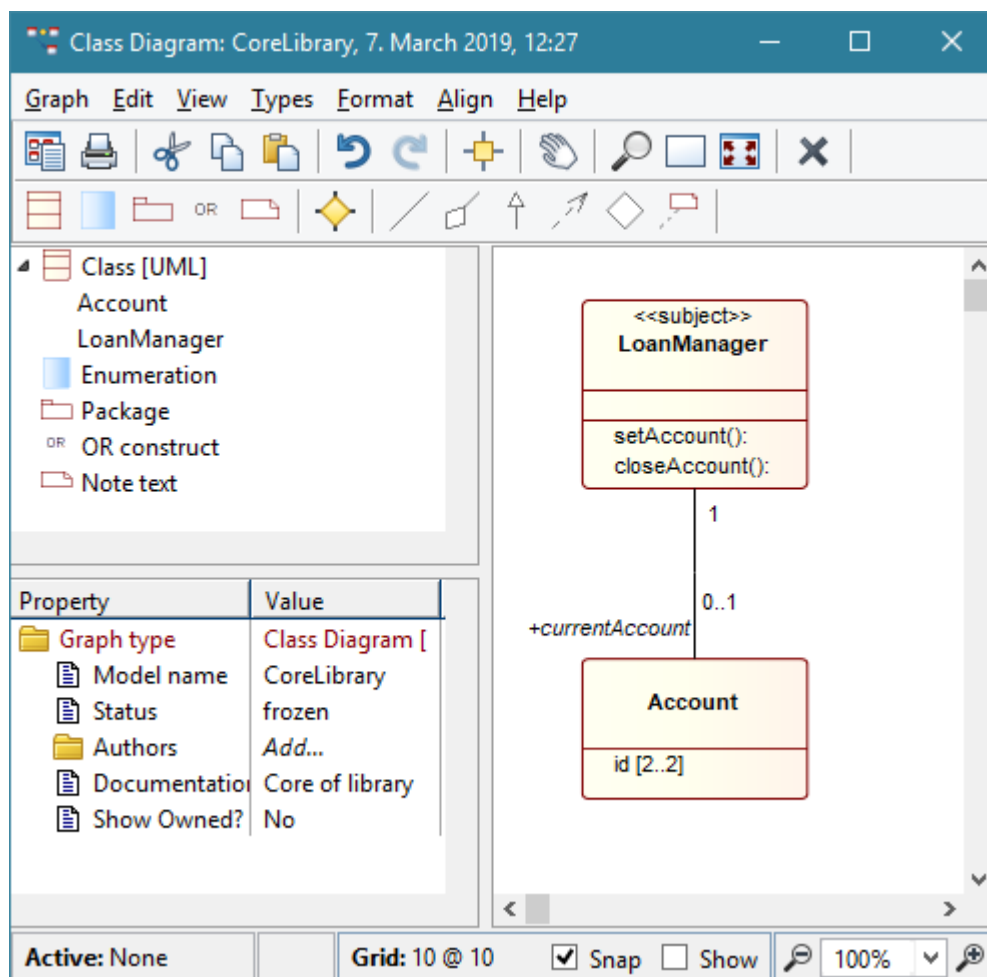 Class Diagram: CoreLibrary, 7. March 2019, 12:27
Graph Edit View Types Format Align Help
OR
Class [UML]
Account
LoanManager
Enumeration
Package
OR OR construct
Note text
Property Value
Graph type Class Diagram [
Model name CoreLibrary
Status frozen
Authors Add...
Documentation Core of library
Show Owned? No
<<subject>>
LoanManager
setAccount():
closeAccount():
1
0..1
+currentAccount
Account
id [2..2]
Active: None
Grid: 10 @ 10
Snap
Show
100%